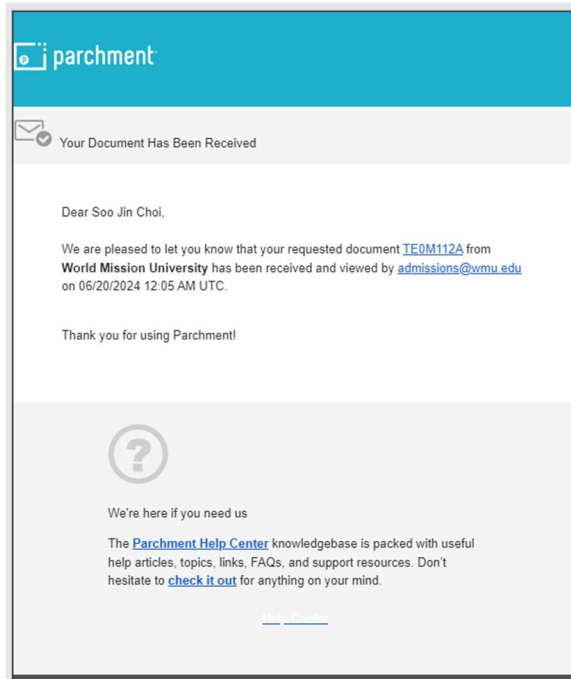 parchment
Your Document Has Been Received
Dear Soo Jin Choi,
We are pleased to let you know that your requested document TE0M112A from
World Mission University has been received and viewed by admissions@wmu.edu
on 06/20/2024 12:05 AM UTC.
Thank you for using Parchment!
We're here if you need us
The Parchment Help Center knowledgebase is packed with useful
help articles, topics, links, FAQs, and support resources. Don't
hesitate to check it out for anything on your mind.
Help Center